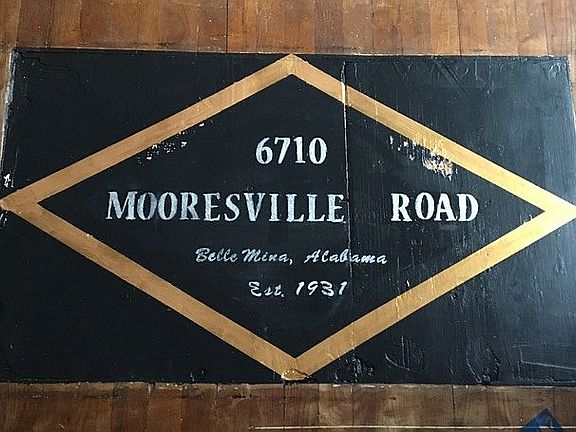 6710
MOORESVILLE ROAD
Belle Mina, Alabama
Est. 1931